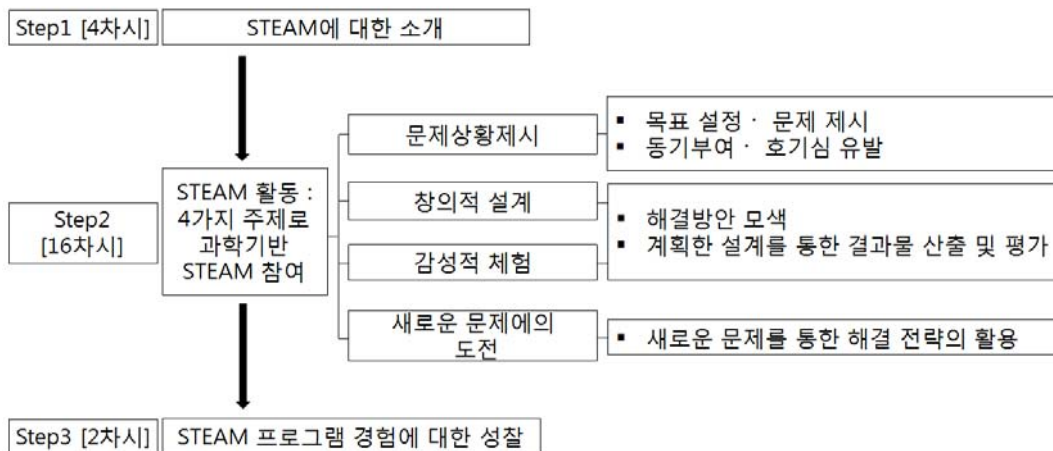 Step1 [4차시]
STEAM에 대한 소개
문제상황제시
▪ 목표 설정 · 문제 제시
▪ 동기부여 · 호기심 유발
Step2
[16차시]
STEAM 활동 :
4가지 주제로
과학기반
STEAM 참여
창의적 설계
감성적 체험
▪ 해결방안 모색
▪ 계획한 설계를 통한 결과물 산출 및 평가
새로운 문제에의
도전
▪ 새로운 문제를 통한 해결 전략의 활용
Step3 [2차시]
STEAM 프로그램 경험에 대한 성찰